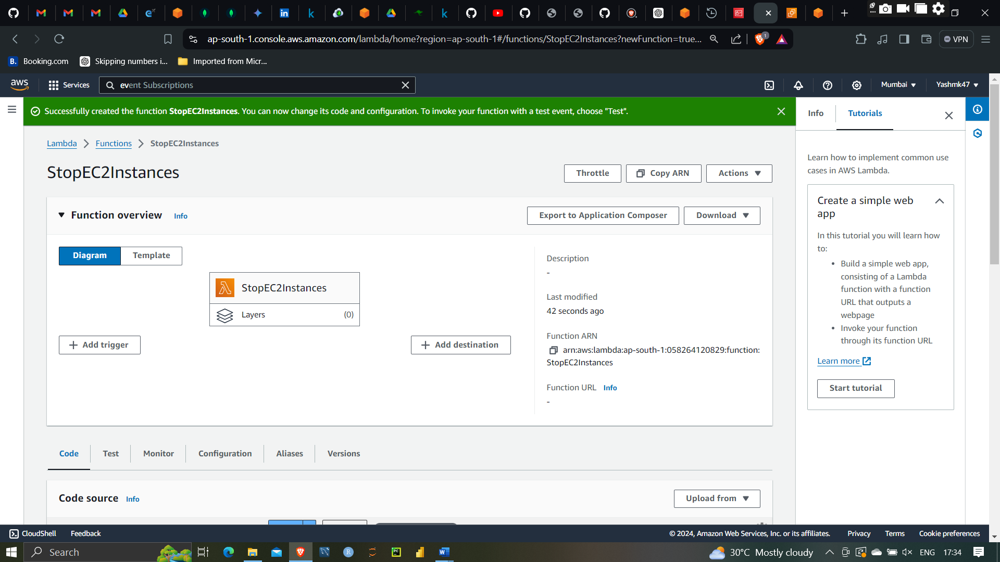 ap-south-1.console.aws.amazon.com/lambda/home?region=ap-south-1#/functions/StopEC2Instances?newFunction=true...
1
VPN
B. Booking.com
Skipping numbers i...
Imported from Micr...
aws
Services
event Subscriptions
Mumbai
Yashmk47
Successfully created the function StopEC2Instances. You can now change its code and configuration. To invoke your function with a test event, choose "Test".
Info
Tutorials
Lambda
Functions
StopEC2Instances
StopEC2Instances
Throttle
Copy ARN
Actions
Learn how to implement common use
cases in AWS Lambda.
Create a simple web
app
In this tutorial you will learn how
to:
• Build a simple web app,
consisting of a Lambda
function with a function
URL that outputs a
webpage
• Invoke your function
through its function URL
Learn more
Start tutorial
Function overview
Info
Export to Application Composer
Download
Diagram
Template
StopEC2Instances
Layers
(0)
+ Add trigger
+ Add destination
Description
-
Last modified
42 seconds ago
Function ARN
arn:aws:lambda:ap-south-1:058264120829:function:
StopEC2Instances
Function URL
Info
-
Code
Test
Monitor
Configuration
Aliases
Versions
Code source
Info
Upload from
CloudShell
Feedback
© 2024, Amazon Web Services, Inc. or its affiliates.
Privacy
Terms
Cookie preferences
Search
30°C Mostly cloudy
ENG
17:34